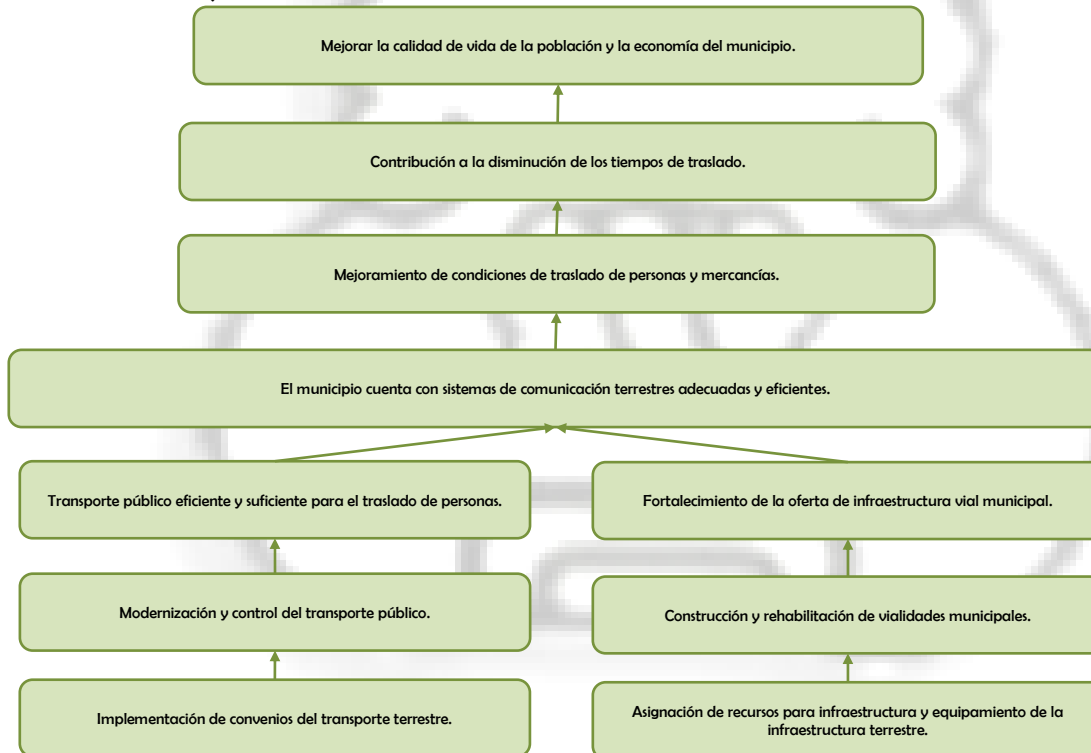 Mejorar la calidad de vida de la población y la economía del municipio.
Contribución a la disminución de los tiempos de traslado.
Mejoramiento de condiciones de traslado de personas y mercancías.
El municipio cuenta con sistemas de comunicación terrestres adecuadas y eficientes.
Transporte público eficiente y suficiente para el traslado de personas.
Fortalecimiento de la oferta de infraestructura vial municipal.
Modernización y control del transporte público.
Construcción y rehabilitación de vialidades municipales.
Implementación de convenios del transporte terrestre.
Asignación de recursos para infraestructura y equipamiento de la
infraestructura terrestre.